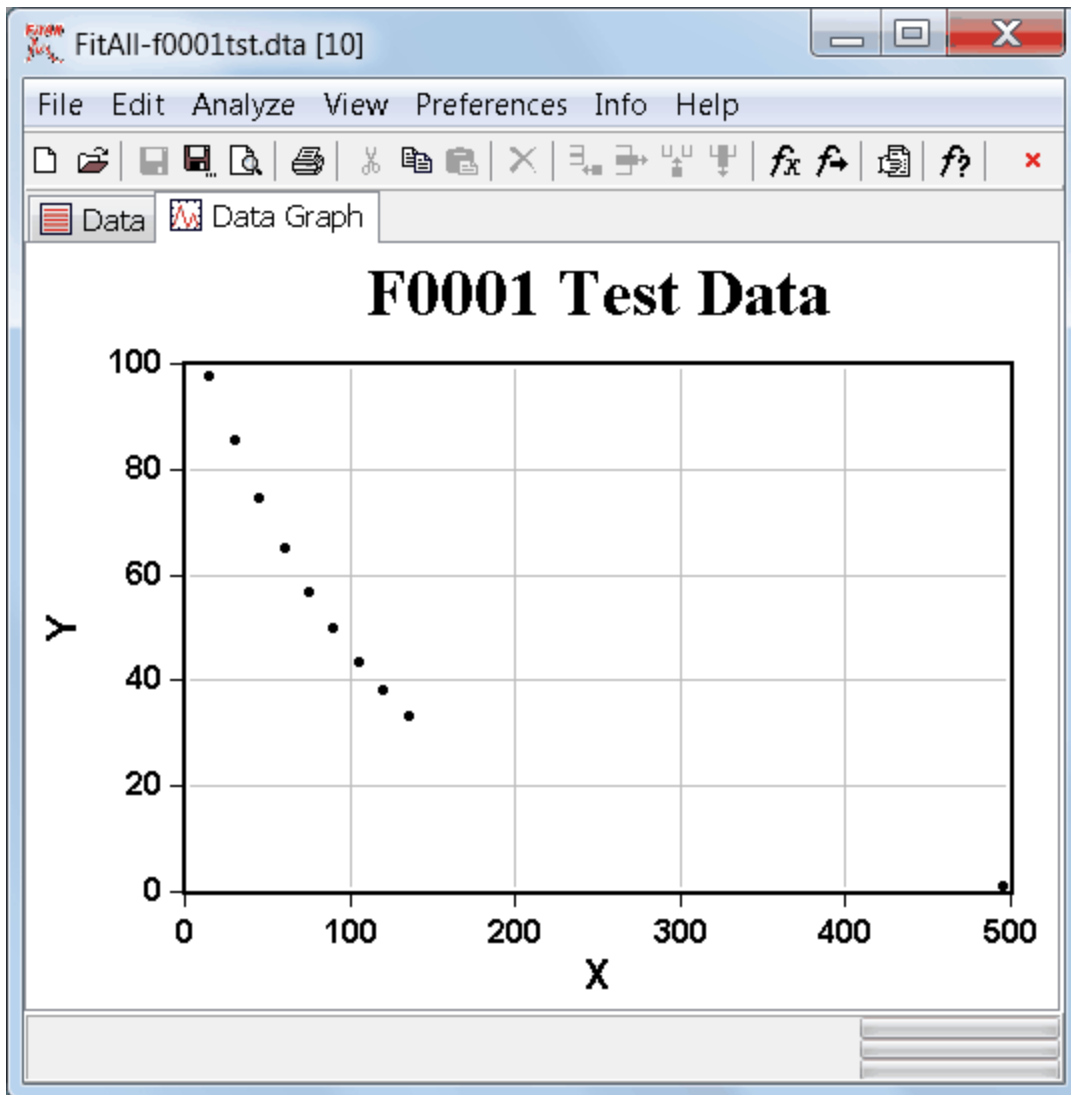 FitAll-f0001tst.dta [10]
File Edit Analyze View Preferences Info Help
fx f f?
Data Data Graph
F0001 Test Data
100
80
60
40
20
0
Y
0 100 200 300 400 500
X